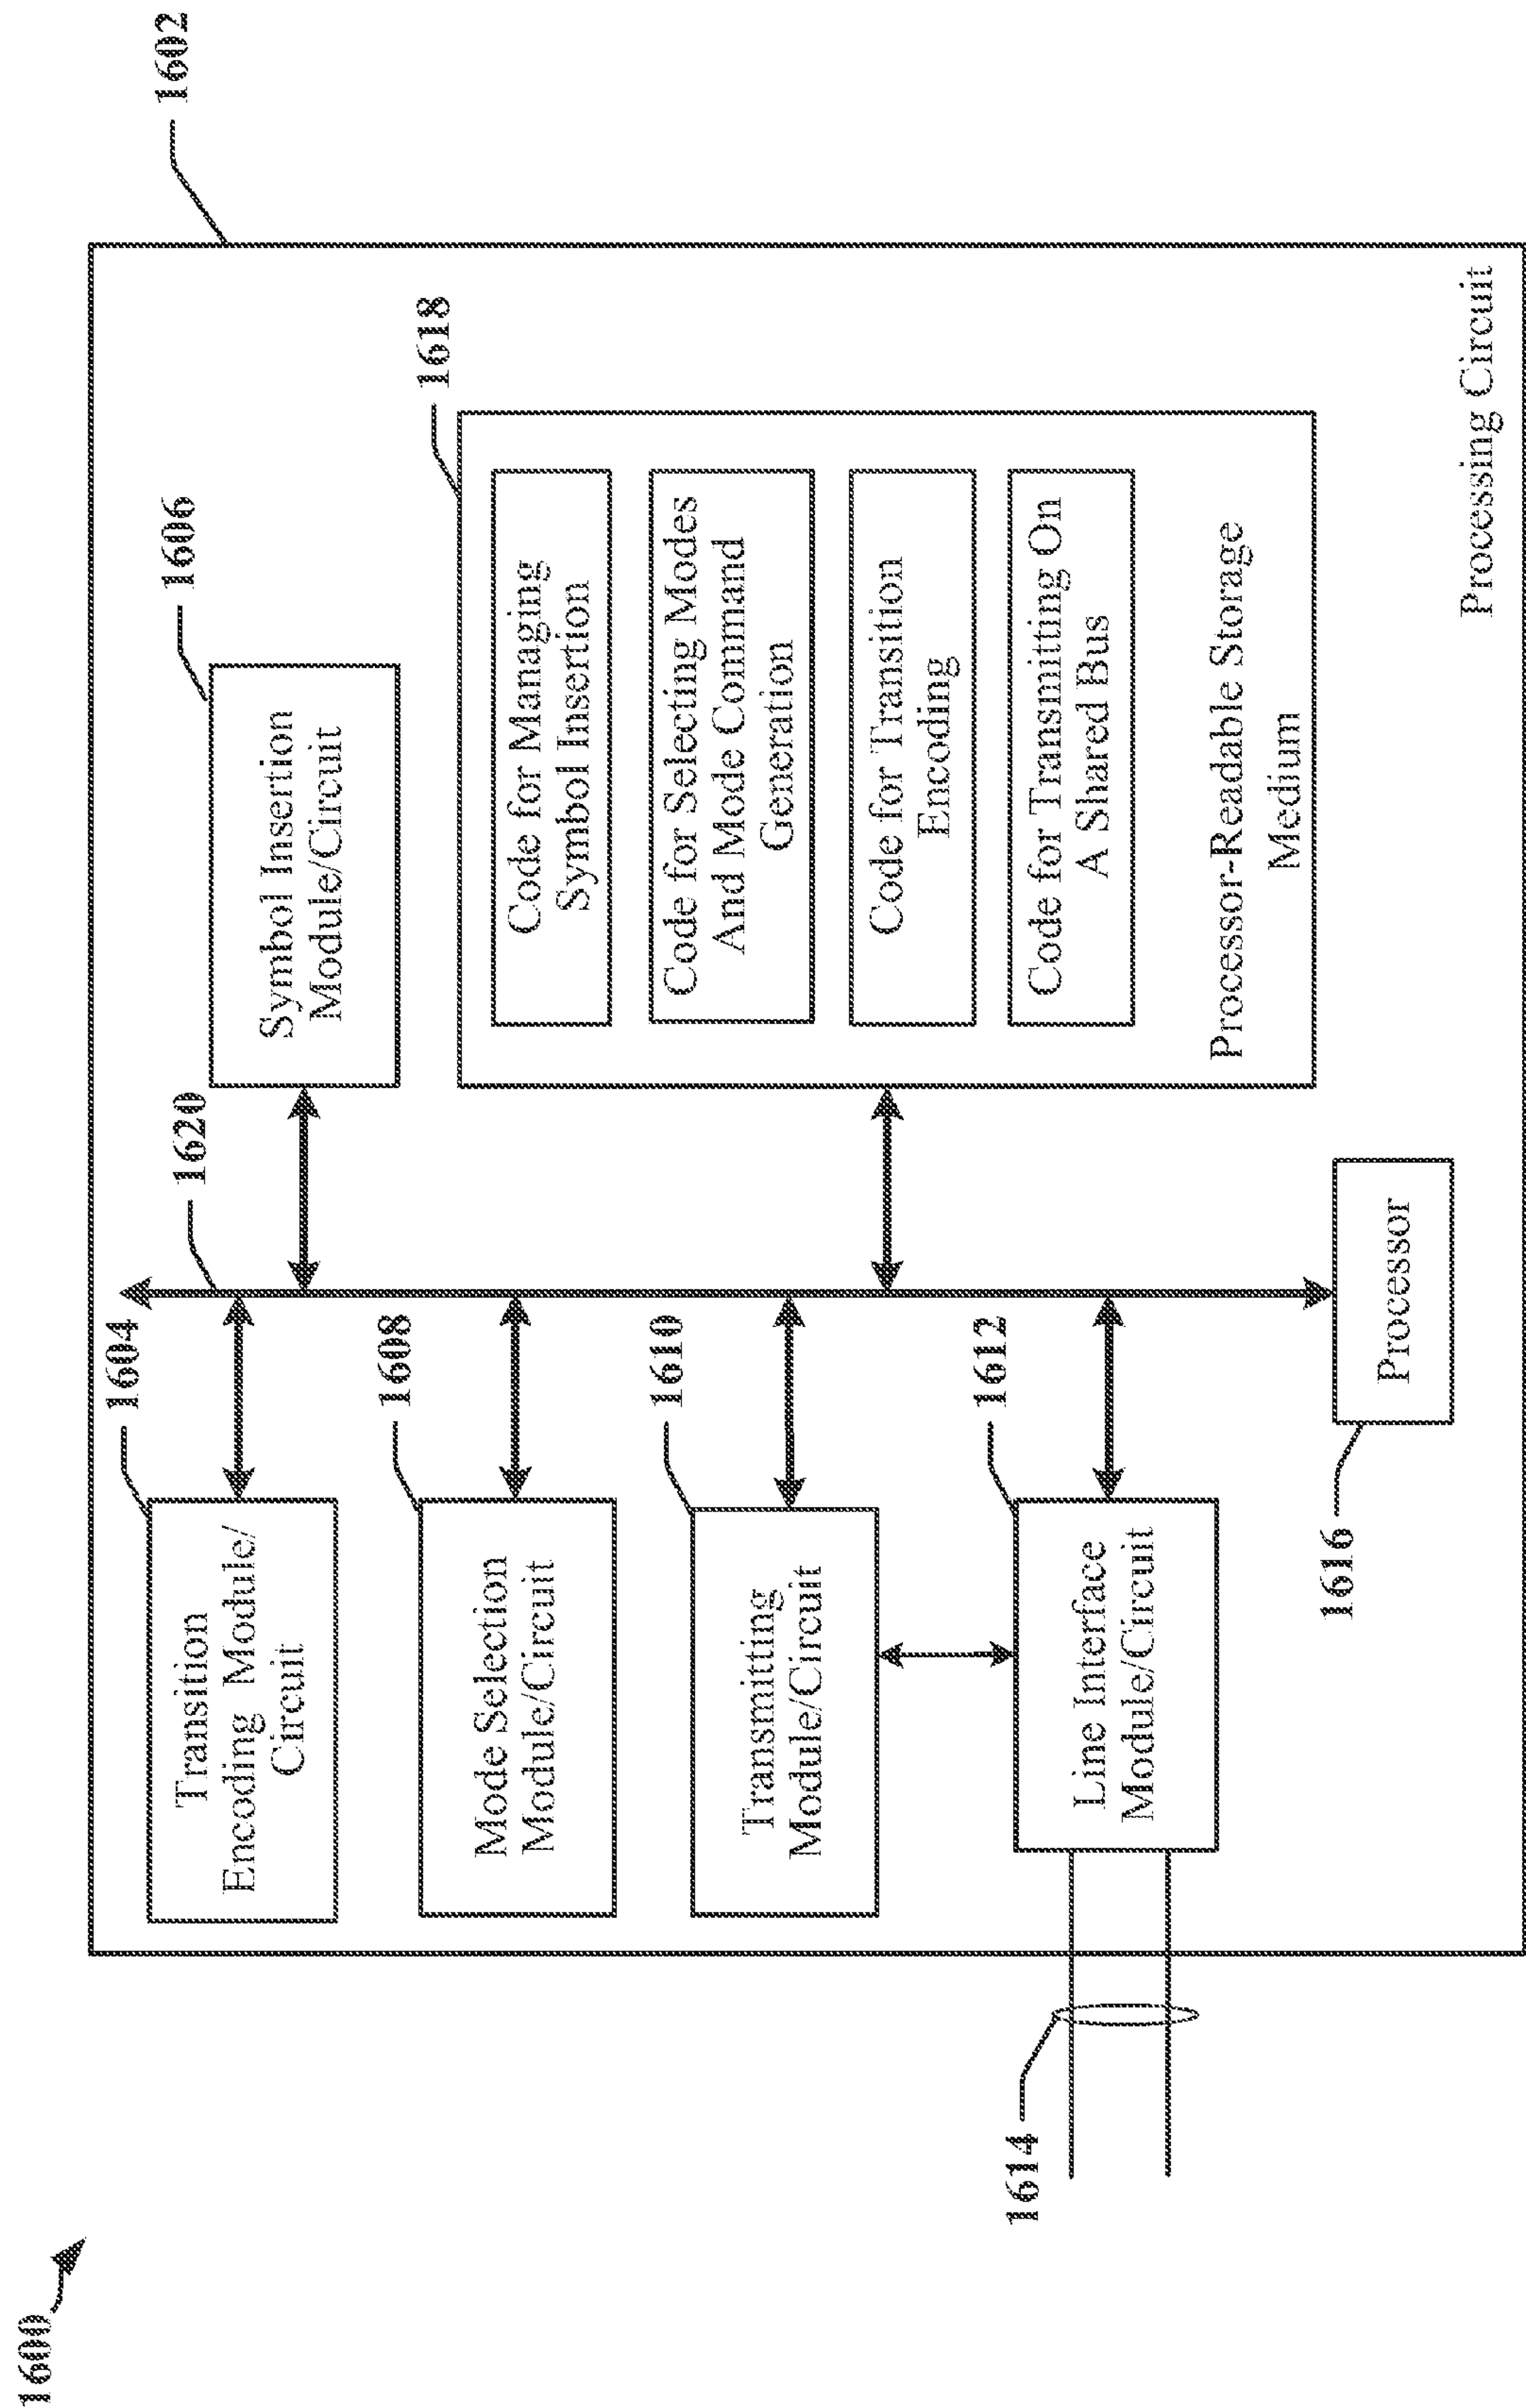 1600
1602
1604
Transition
Encoding Module/
Circuit
1620
1606
Symbol Insertion
Module/Circuit
1608
Mode Selection
Module/Circuit
1618
Code for Managing
Symbol Insertion
Code for Selecting Modes
And Mode Command
Generation
Code for Transition
Encoding
Code for Transmitting On
A Shared Bus
Processor-Readable Storage
Medium
1610
Transmitting
Module/Circuit
1612
Line Interface
Module/Circuit
1614
1616
Processor
Processing Circuit